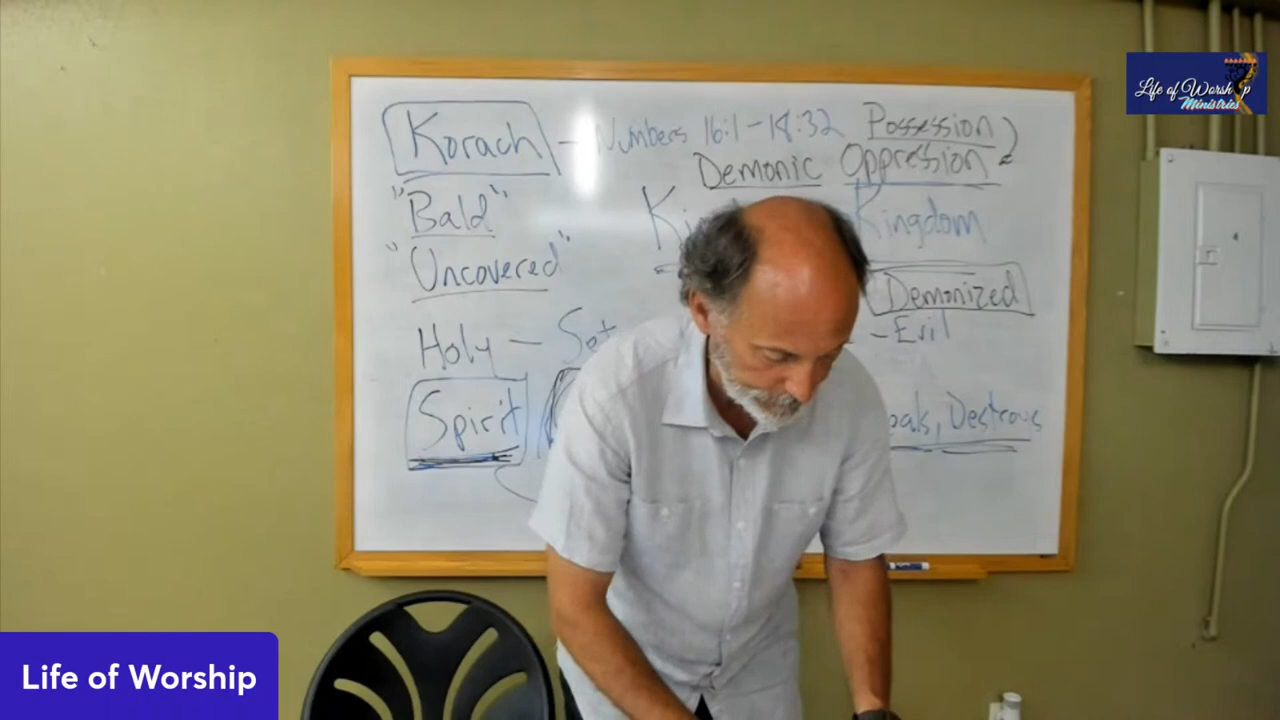 Korach - Numbers 16:1-18:32 Possession
Demonic Oppression
"Bald"
Kingdom
"Uncovered"
Demonized
Holy -
- Evil
Spirit
Destroys
Life of Worship
Ministries
Life of Worship